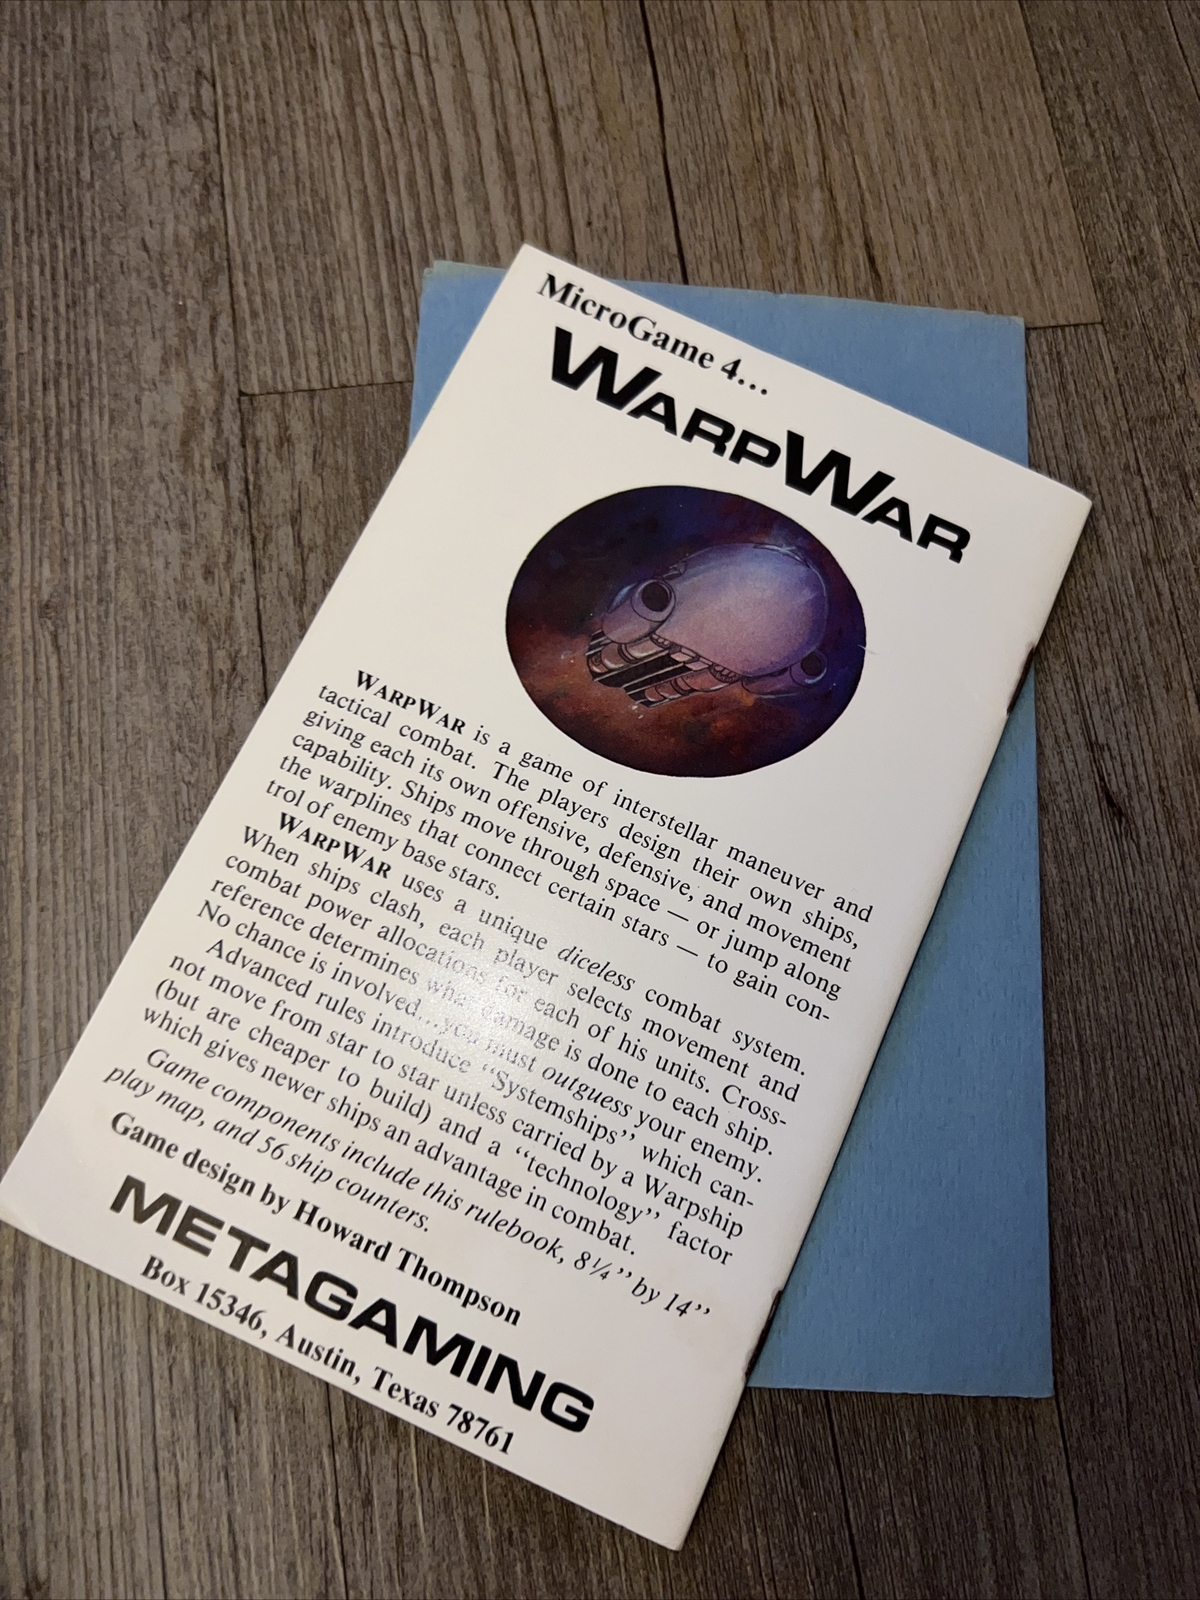 MicroGame 4...
WARPWAR
WARPWAR is a game of interstellar maneuver and
tactical combat. The players design their own ships,
giving each its own offensive, defensive, and movement
capability. Ships move through space — or jump along
the warplines that connect certain stars — to gain con-
trol of enemy base stars.
WARPWAR uses a unique diceless combat system.
When ships clash, each player selects movement and
combat power allocations for each of his units. Cross-
reference determines what damage is done to each ship.
No chance is involved...you must outguess your enemy.
Advanced rules introduce “Systemships” which can-
not move from star to star unless carried by a Warpship
(but are cheaper to build) and a “technology” factor
which gives newer ships an advantage in combat.
Game components include this rulebook, 8¼” by 14”
play map, and 56 ship counters.
Game design by Howard Thompson
METAGAMING
Box 15346, Austin, Texas 78761